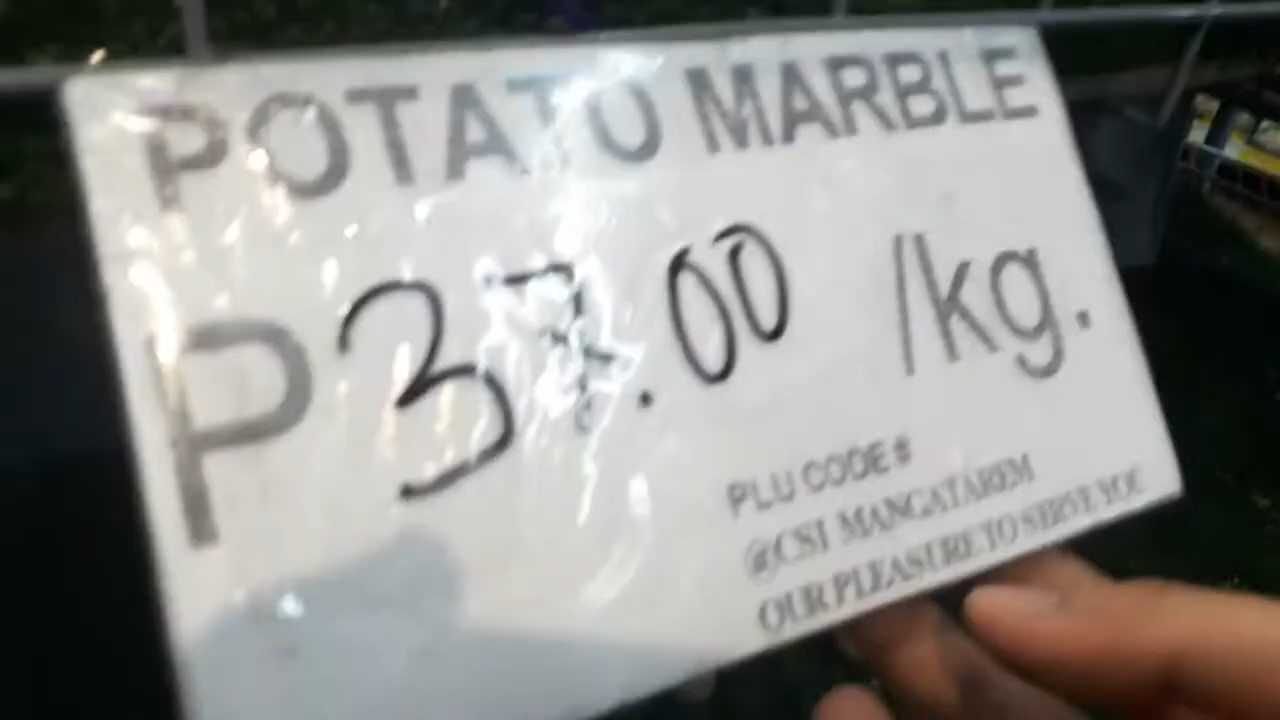 POTATO MARBLE
P37.00 /kg.
PLU CODE#
@CSI MANGATAREM
OUR PLEASURE TO SERVE YOU